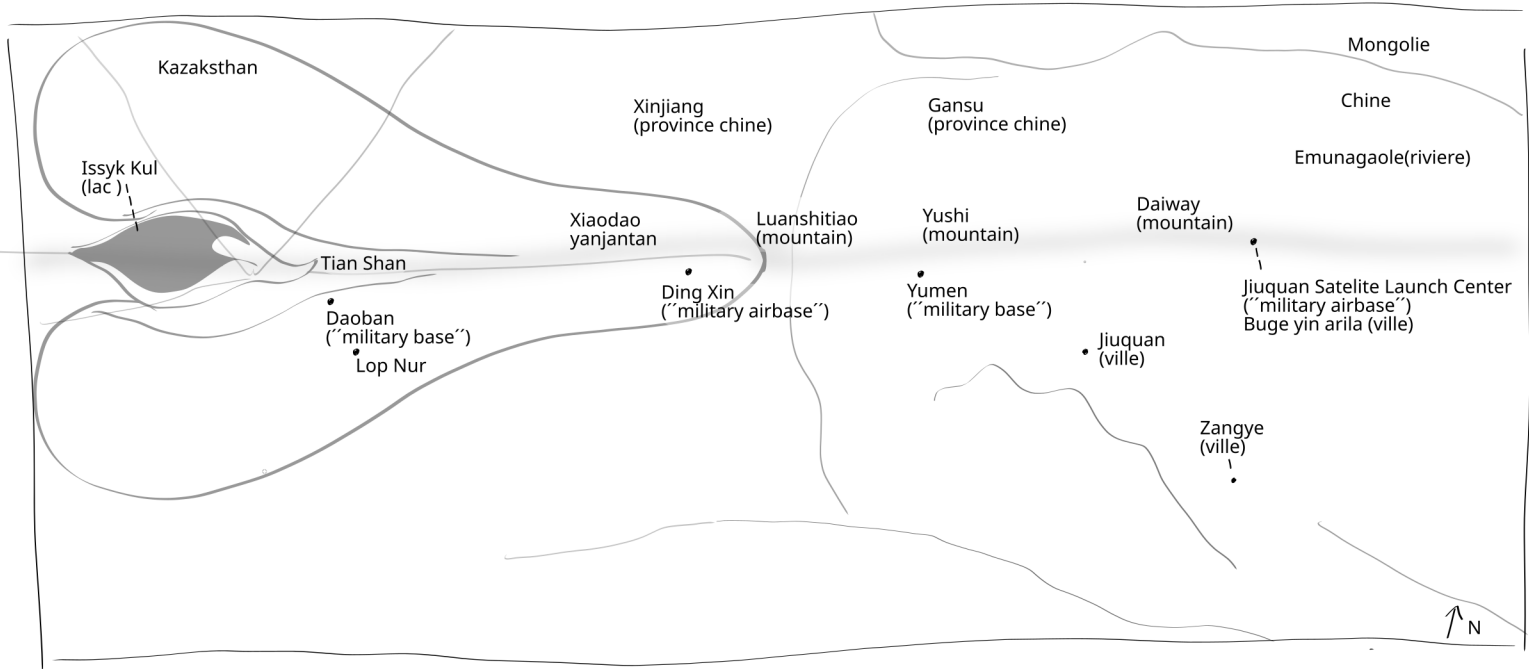 Mongolie
Kazaksthan
Chine
Xinjiang
(province chine)
Gansu
(province chine)
Emunagaole(riviere)
Issyk Kul
(lac )
Xiaodao
yanjantan
Luanshitiao
(mountain)
Yushi
(mountain)
Daiway
(mountain)
Tian Shan
Ding Xin
(´´military airbase´´)
Yumen
(´´military base´´)
Jiuquan Satelite Launch Center
(´´military airbase´´)
Buge yin arila (ville)
Daoban
(´´military base´´)
Lop Nur
Jiuquan
(ville)
Zangye
(ville)
N